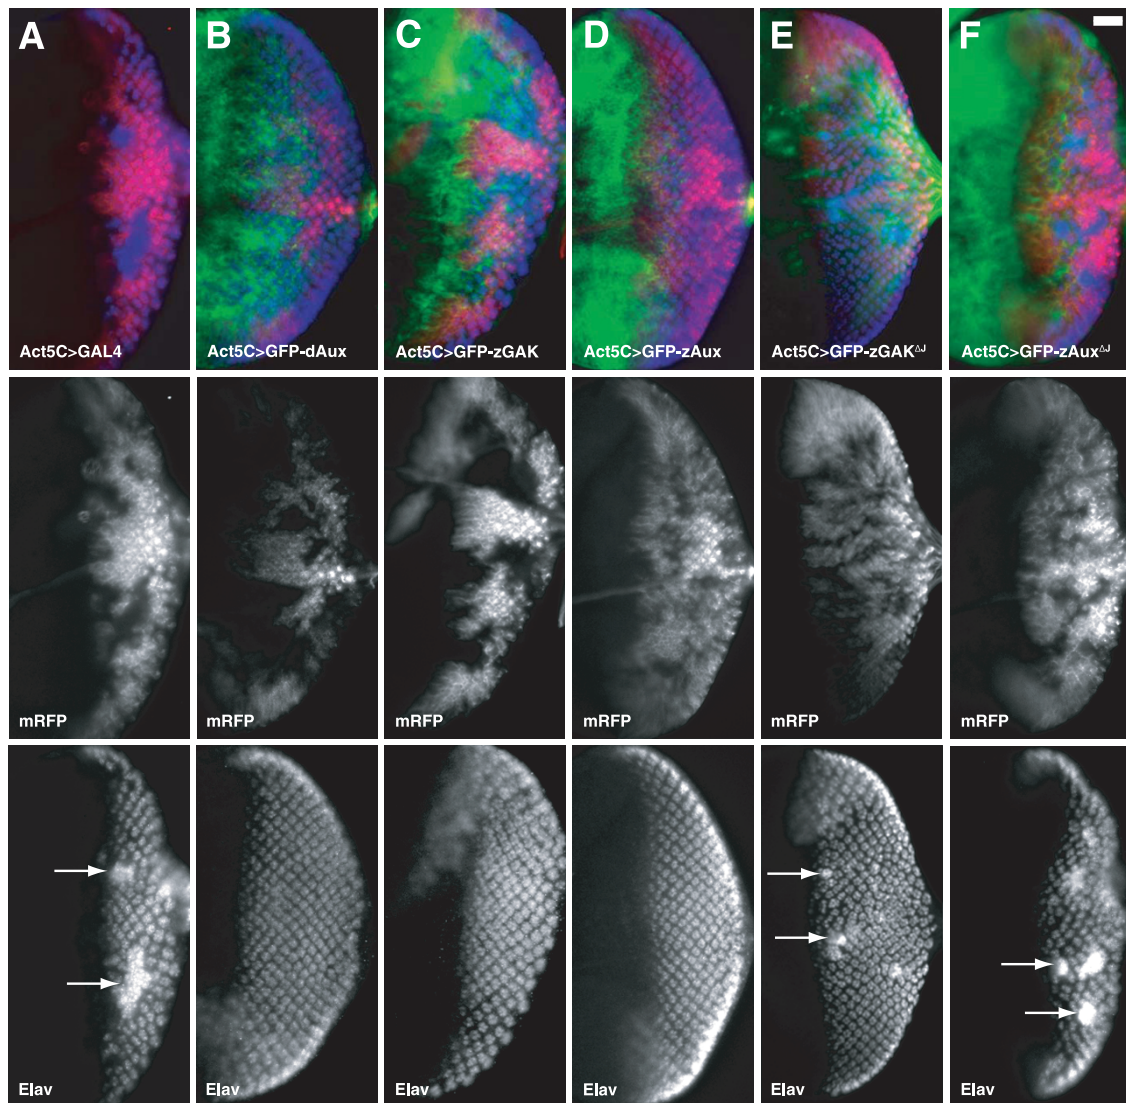 A B C D E F
Act5C>GAL4 Act5C>GFP-dAux Act5C>GFP-zGAK Act5C>GFP-zAux Act5C>GFP-zGAKΔJ Act5C>GFP-zAuxΔJ
mRFP mRFP mRFP mRFP mRFP mRFP
Elav Elav Elav Elav Elav Elav